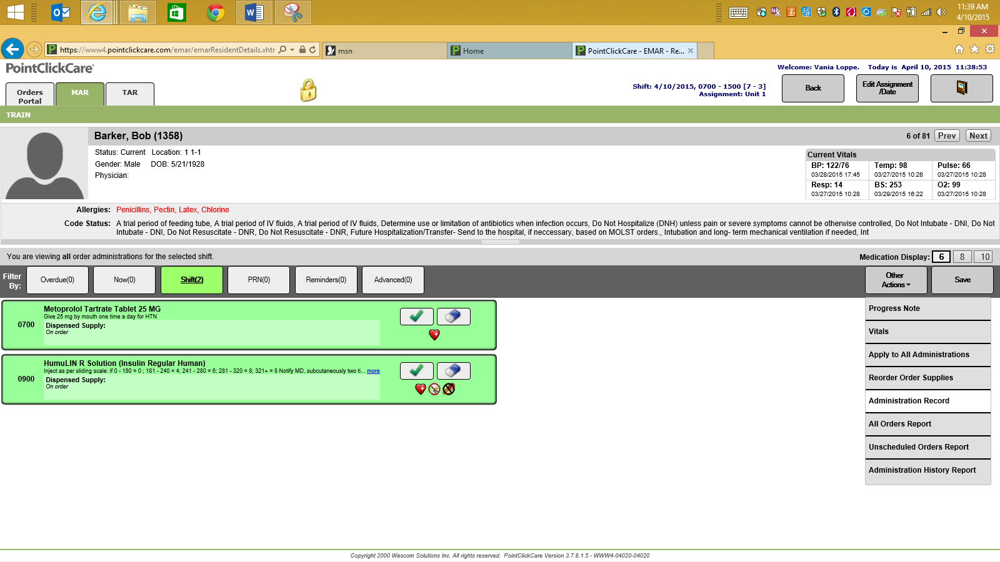 11:39 AM
4/10/2015
https://www4.pointclickcare.com/emar/emarResidentDetails.xhtr
msn
Home
PointClickCare - EMAR - Re...
PointClickCare
Welcome: Vania Loppe. Today is April 10, 2015 11:38:53
Orders Portal
MAR
TAR
Shift: 4/10/2015, 0700 - 1500 [7 - 3]
Assignment: Unit 1
Back
Edit Assignment /Date
TRAIN
Barker, Bob (1358)
6 of 81 Prev Next
Status: Current Location: 1 1-1
Gender: Male DOB: 5/21/1928
Physician:
Current Vitals
BP: 122/76 Temp: 98 Pulse: 66
03/28/2015 17:45 03/27/2015 10:28 03/27/2015 10:28
Resp: 14 BS: 253 O2: 99
03/27/2015 10:28 03/29/2015 16:22 03/27/2015 10:28
Allergies: Penicillins, Pectin, Latex, Chlorine
Code Status: A trial period of feeding tube, A trial period of IV fluids, A trial period of IV fluids, Determine use or limitation of antibiotics when infection occurs, Do Not Hospitalize (DNH) unless pain or severe symptoms cannot be otherwise controlled, Do Not Intubate - DNI, Do Not
Intubate - DNI, Do Not Resuscitate - DNR, Do Not Resuscitate - DNR, Future Hospitalization/Transfer- Send to the hospital, if neccessary, based on MOLST orders., Intubation and long- term mechanical ventilation if needed, Int
You are viewing all order administrations for the selected shift.
Medication Display: 6 8 10
Filter By:
Overdue(0)
Now(0)
Shift(2)
PRN(0)
Reminders(0)
Advanced(0)
Other Actions
Save
0700
Metoprolol Tartrate Tablet 25 MG
Give 25 mg by mouth one time a day for HTN
Dispensed Supply:
On order
0900
HumuLIN R Solution (Insulin Regular Human)
Inject as per sliding scale: if 0 - 180 = 0 ; 181 - 240 = 4; 241 - 280 = 6; 281 - 320 = 8; 321+ = 8 Notify MD, subcutaneously two ti... more
Dispensed Supply:
On order
Progress Note
Vitals
Apply to All Administrations
Reorder Order Supplies
Administration Record
All Orders Report
Unscheduled Orders Report
Administration History Report
Copyright 2000 Wescom Solutions Inc. All rights reserved. PointClickCare Version 3.7.6.1.5 - WWW4-04020-04020